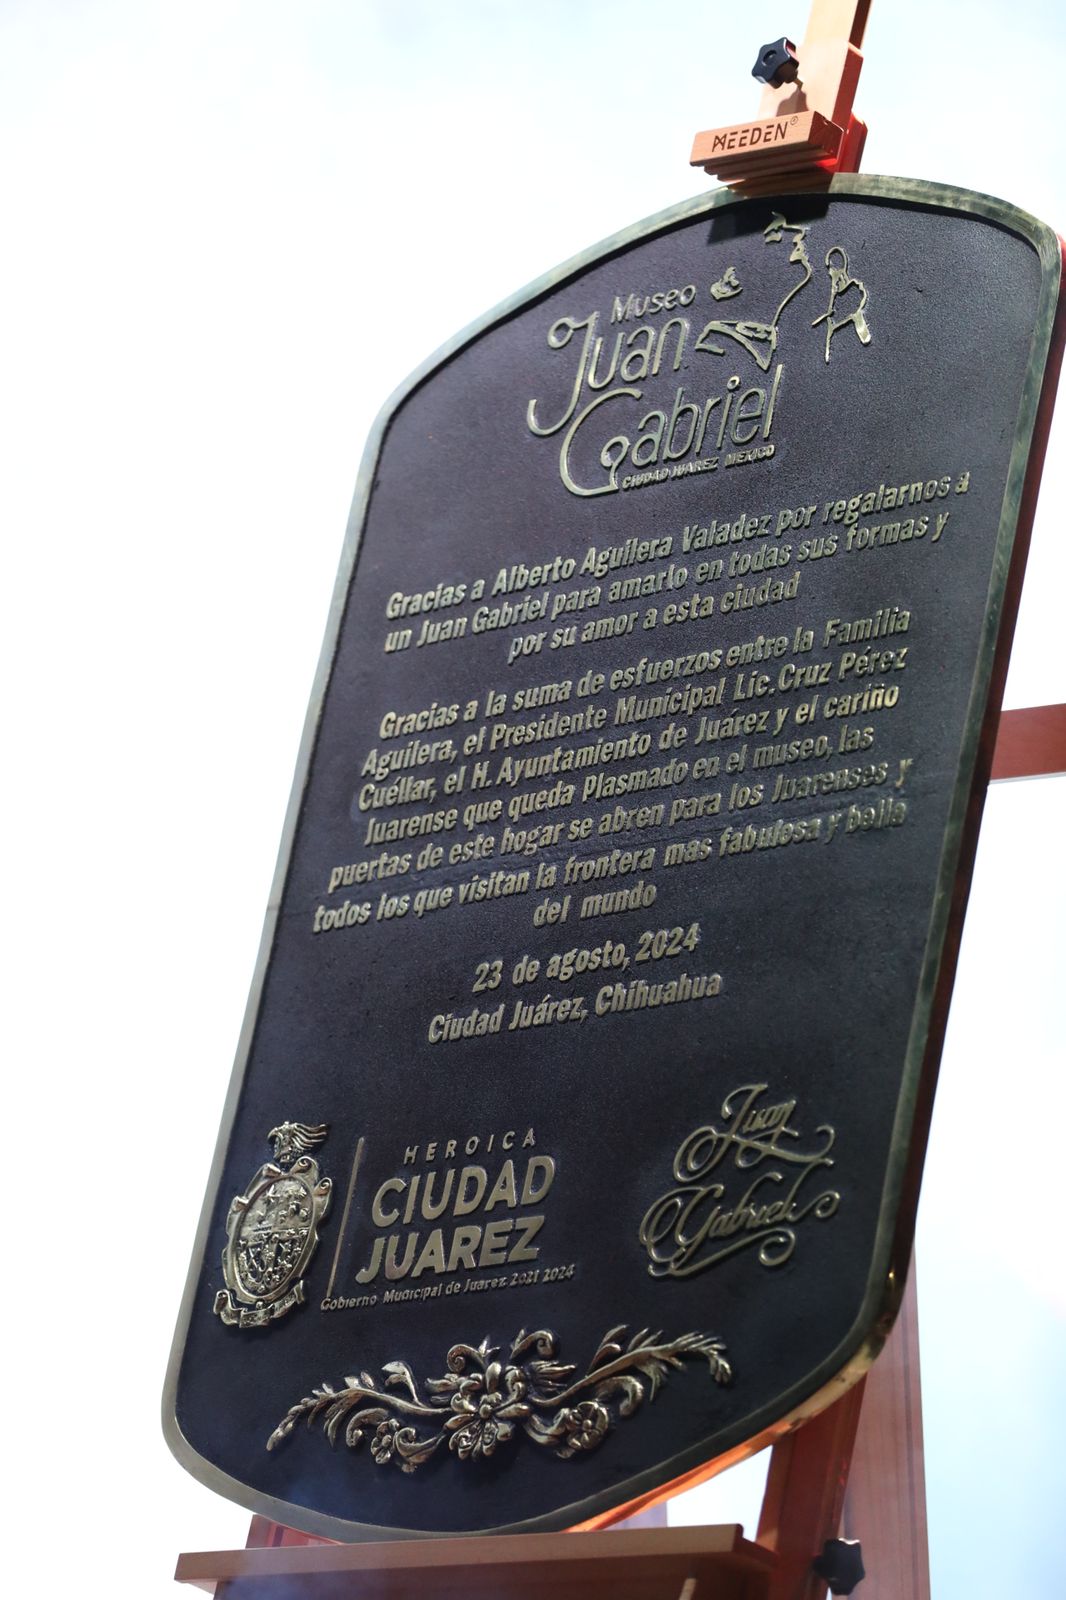 MEEDEN
Museo
Juan
Gabriel
CIUDAD JUAREZ MEXICO
Gracias a Alberto Aguilera Valadez por regalarnos a
un Juan Gabriel para amarlo en todas sus formas y
por su amor a esta ciudad
Gracias a la suma de esfuerzos entre la Familia
Aguilera, el Presidente Municipal Lic. Cruz Pérez
Cuéllar, el H. Ayuntamiento de Juárez y el cariño
Juarense que queda Plasmado en el museo, las
puertas de este hogar se abren para los Juarenses y
todos los que visitan la frontera mas fabulosa y bella
del mundo
23 de agosto, 2024
Ciudad Juárez, Chihuahua
HEROICA
CIUDAD
JUAREZ
Gobierno Municipal de Juarez 2021 2024
Juan
Gabriel